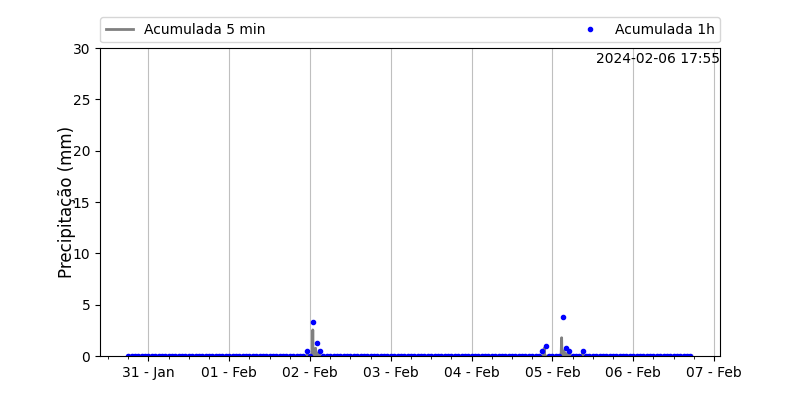 Acumulada 5 min
Acumulada 1h
2024-02-06 17:55
Precipitação (mm)
30
25
20
15
10
5
0
31 - Jan
01 - Feb
02 - Feb
03 - Feb
04 - Feb
05 - Feb
06 - Feb
07 - Feb